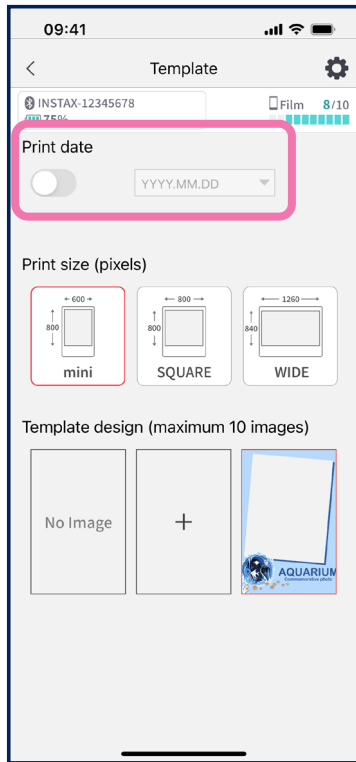 09:41
Template
INSTAX-12345678
75%
Film 8/10
Print date
YYYY.MM.DD
Print size (pixels)
600
800
mini
800
800
SQUARE
1260
840
WIDE
Template design (maximum 10 images)
No Image
+
AQUARIUM
Commemorative photo